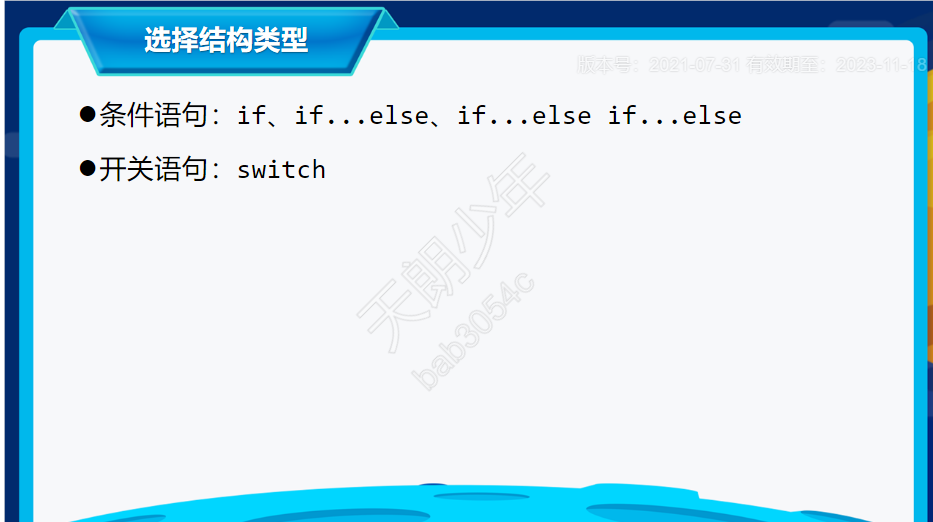 选择结构类型
版本号：2021-07-31 有效期至：2023-11-18
●条件语句：if、if...else、if...else if...else
●开关语句：switch
天朗少年
bab3054c